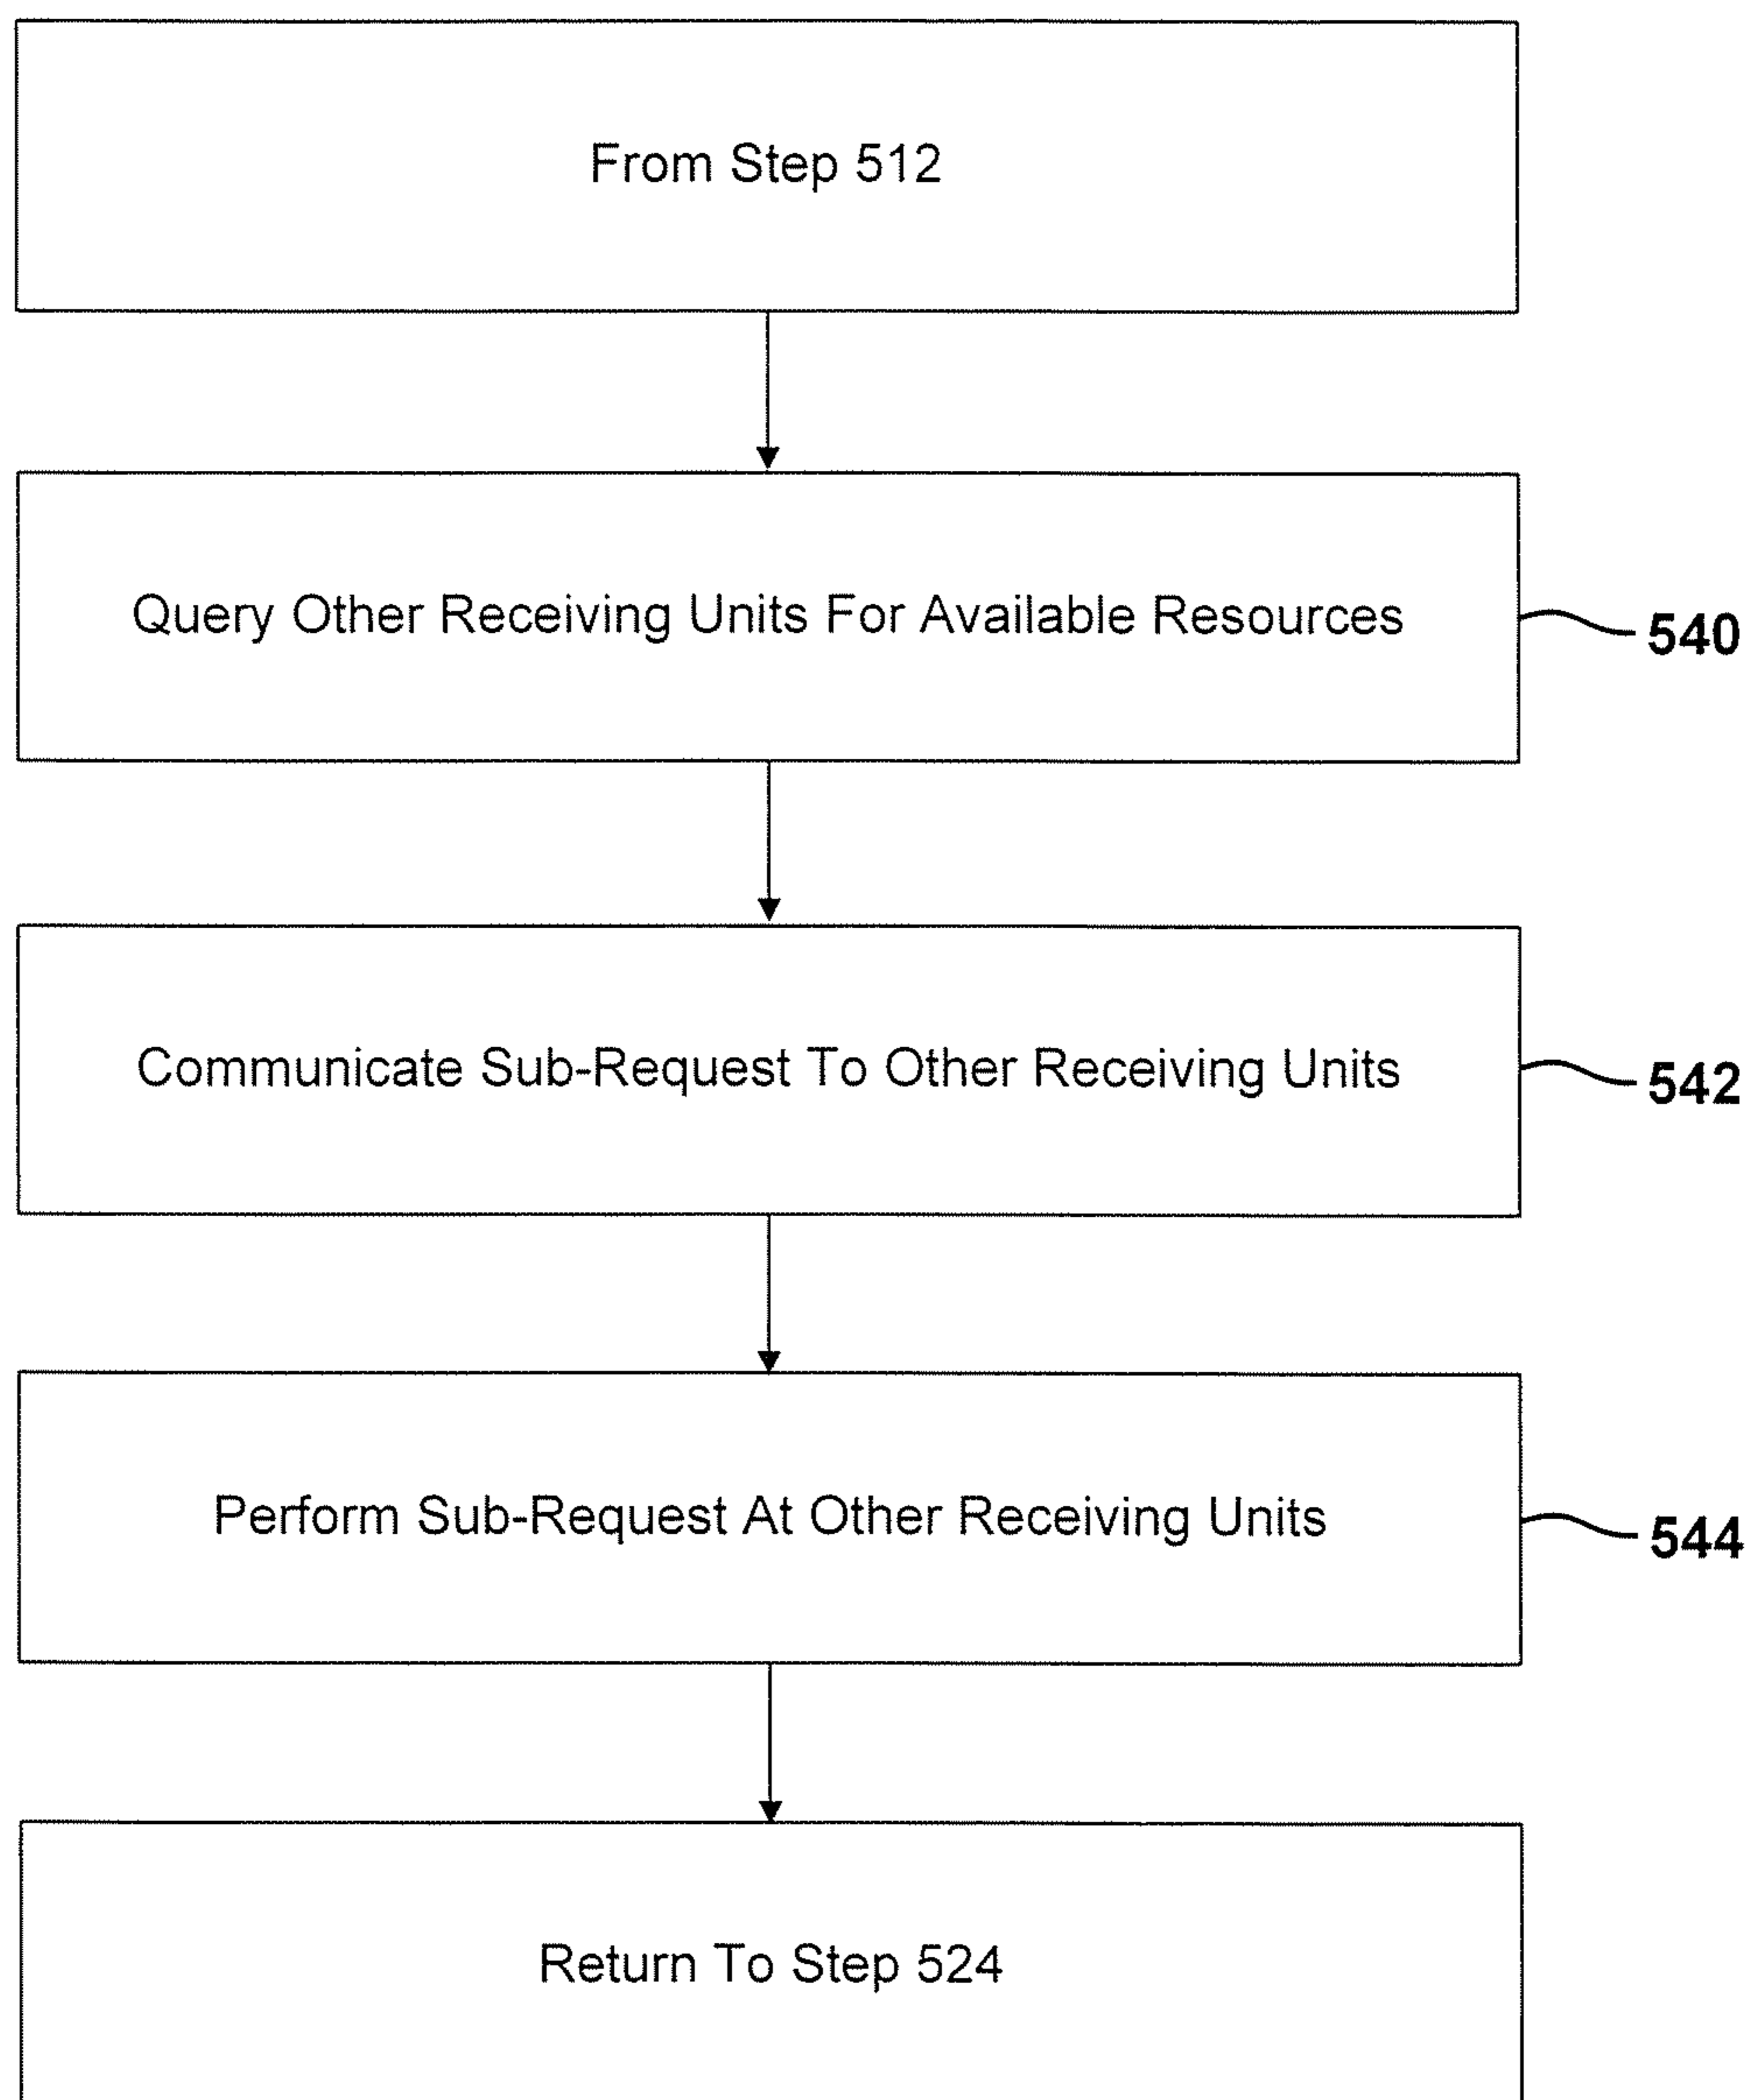 From Step 512
Query Other Receiving Units For Available Resources
540
Communicate Sub-Request To Other Receiving Units
542
Perform Sub-Request At Other Receiving Units
544
Return To Step 524